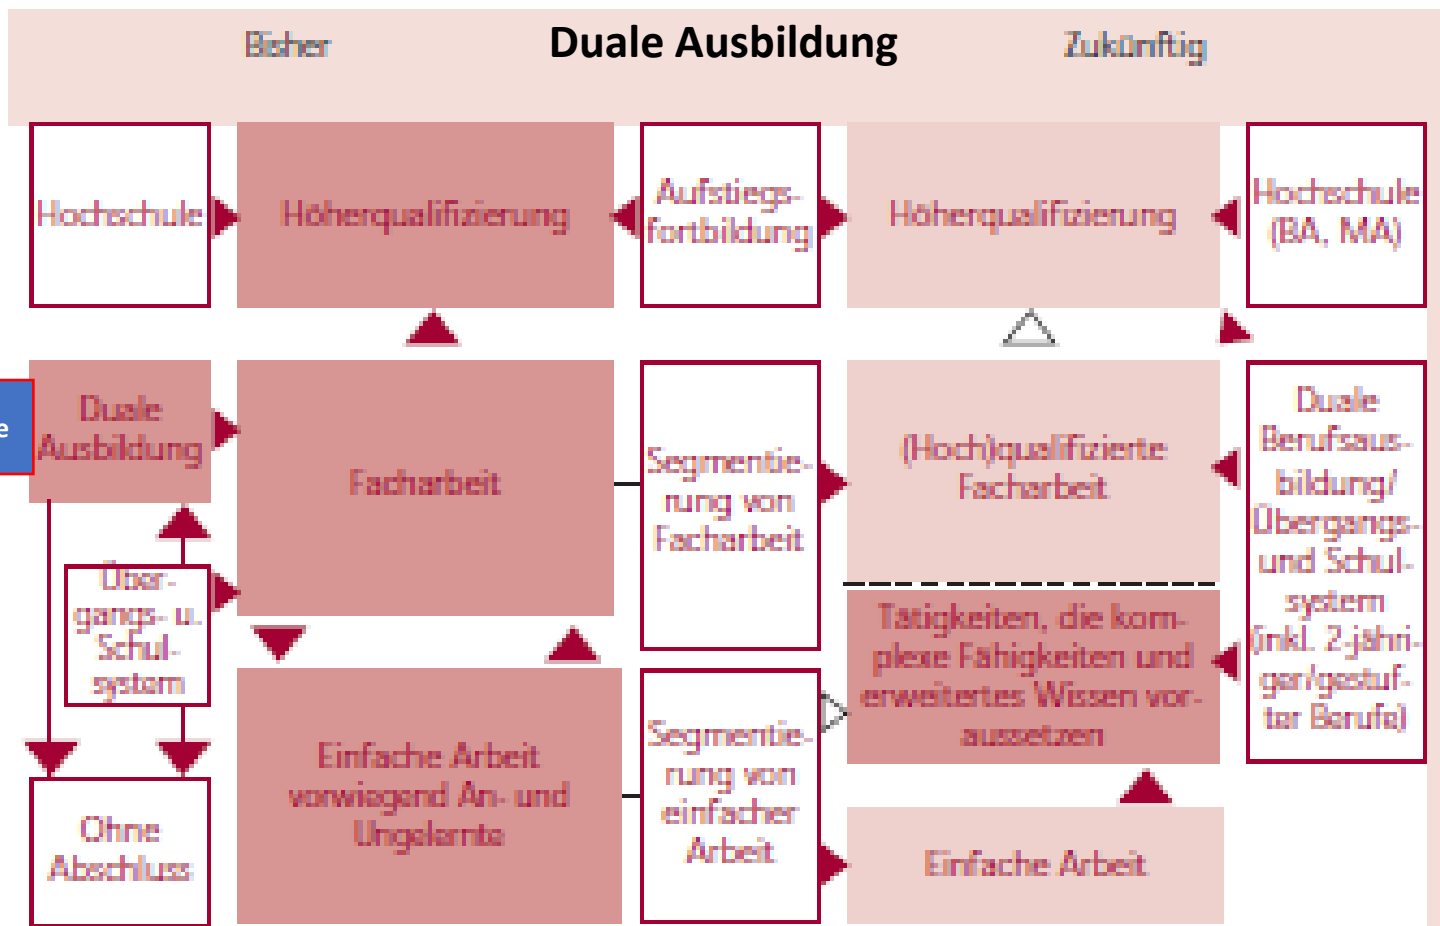 Bisher
Duale Ausbildung
Zukünftig
Hochschule
Höherqualifizierung
Aufstiegs-
fortbildung
Höherqualifizierung
Hochschule
(BA, MA)
Duale
Ausbildung
e
Facharbeit
Segmentie-
rung von
Facharbeit
(Hoch)qualifizierte
Facharbeit
Duale
Berufsaus-
bildung/
Übergangs-
und Schul-
system
(inkl. 2-jähri-
ger/gestuf-
ter Berufe)
Über-
gangs- u.
Schul-
system
Tätigkeiten, die kom-
plexe Fähigkeiten und
erweitertes Wissen vor-
aussetzen
Einfache Arbeit
vorwiegend An- und
Ungelernte
Segmentie-
rung von
einfacher
Arbeit
Ohne
Abschluss
Einfache Arbeit